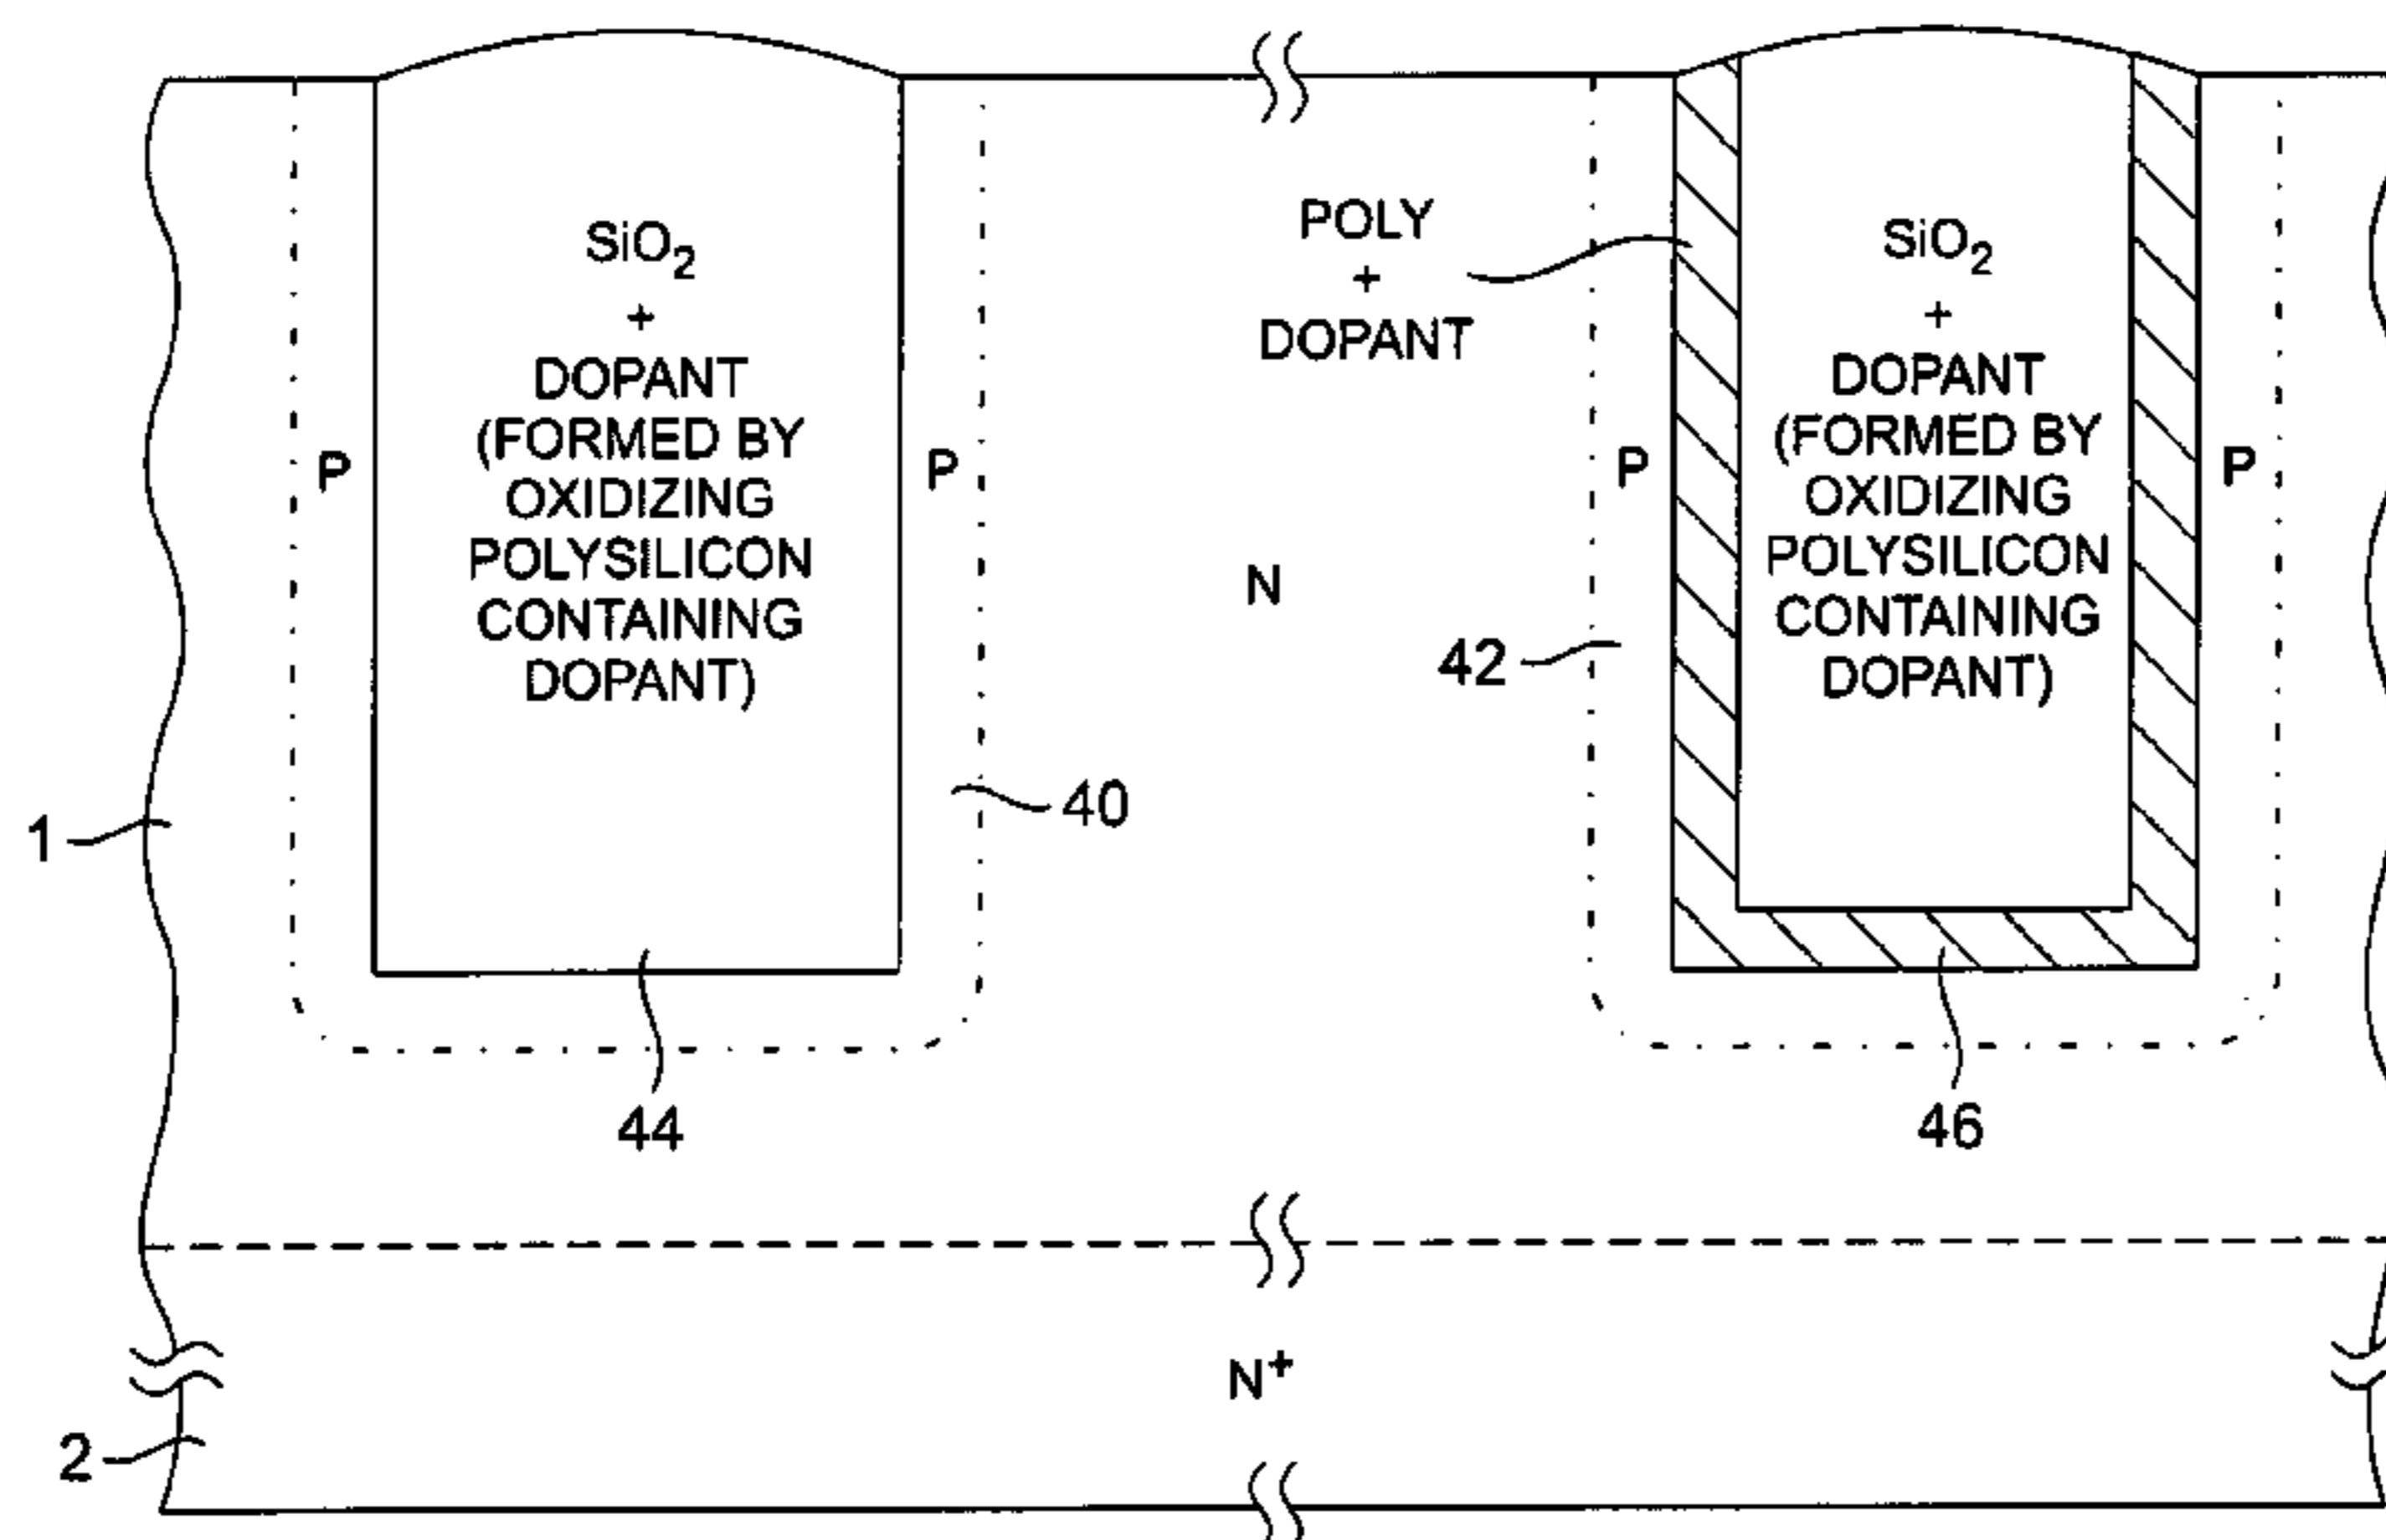 SiO2
+
DOPANT
(FORMED BY
OXIDIZING
POLYSILICON
CONTAINING
DOPANT)
P
P
40
44
1
POLY
+
DOPANT
N
42
P
P
SiO2
+
DOPANT
(FORMED BY
OXIDIZING
POLYSILICON
CONTAINING
DOPANT)
46
N+
2